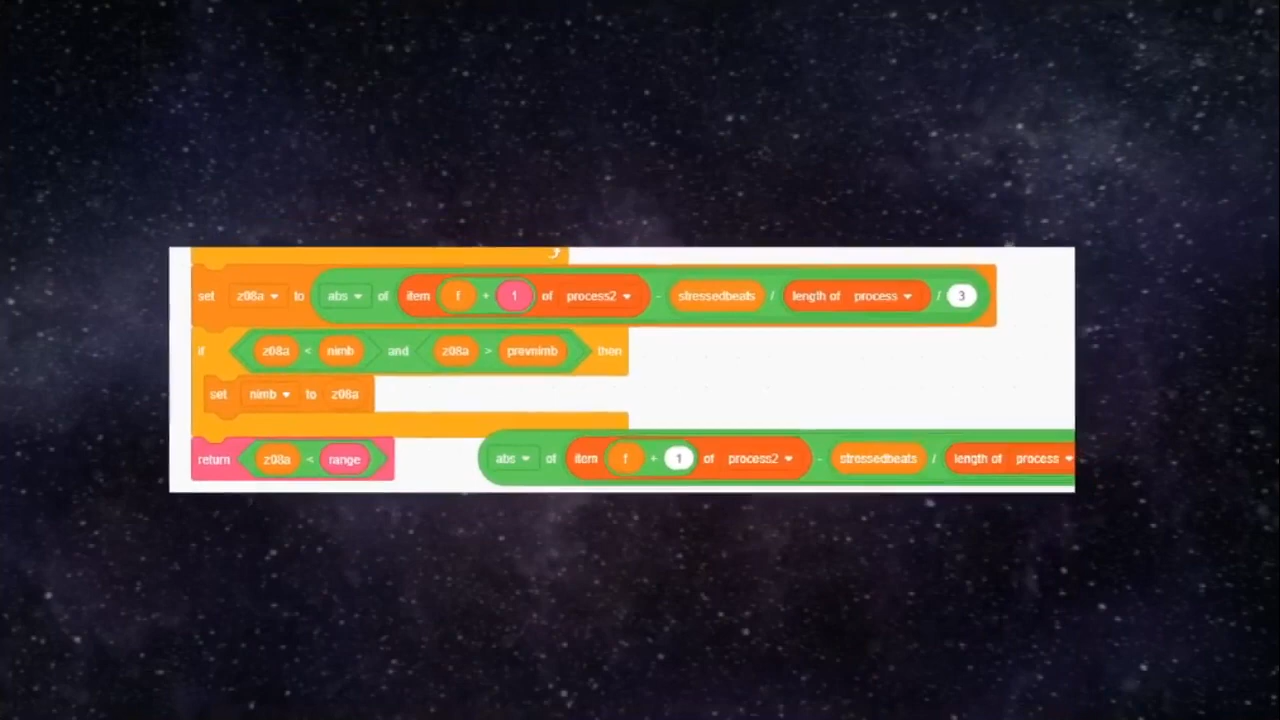 set z08a to abs of item f + 1 of process2 - stressedbeats / length of process / 3
if z08a < nimb and z08a > prevnimb then
set nimb to z08a
return z08a < range
abs of item f + 1 of process2 - stressedbeats / length of process